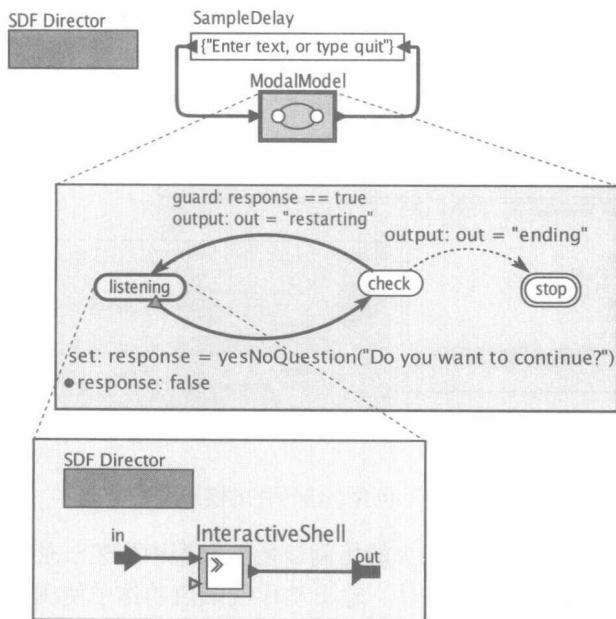 SDF Director
SampleDelay
{"Enter text, or type quit"}
ModalModel
guard: response == true
output: out = "restarting"
output: out = "ending"
listening
check
stop
set: response = yesNoQuestion("Do you want to continue?")
response: false
SDF Director
in
InteractiveShell
out